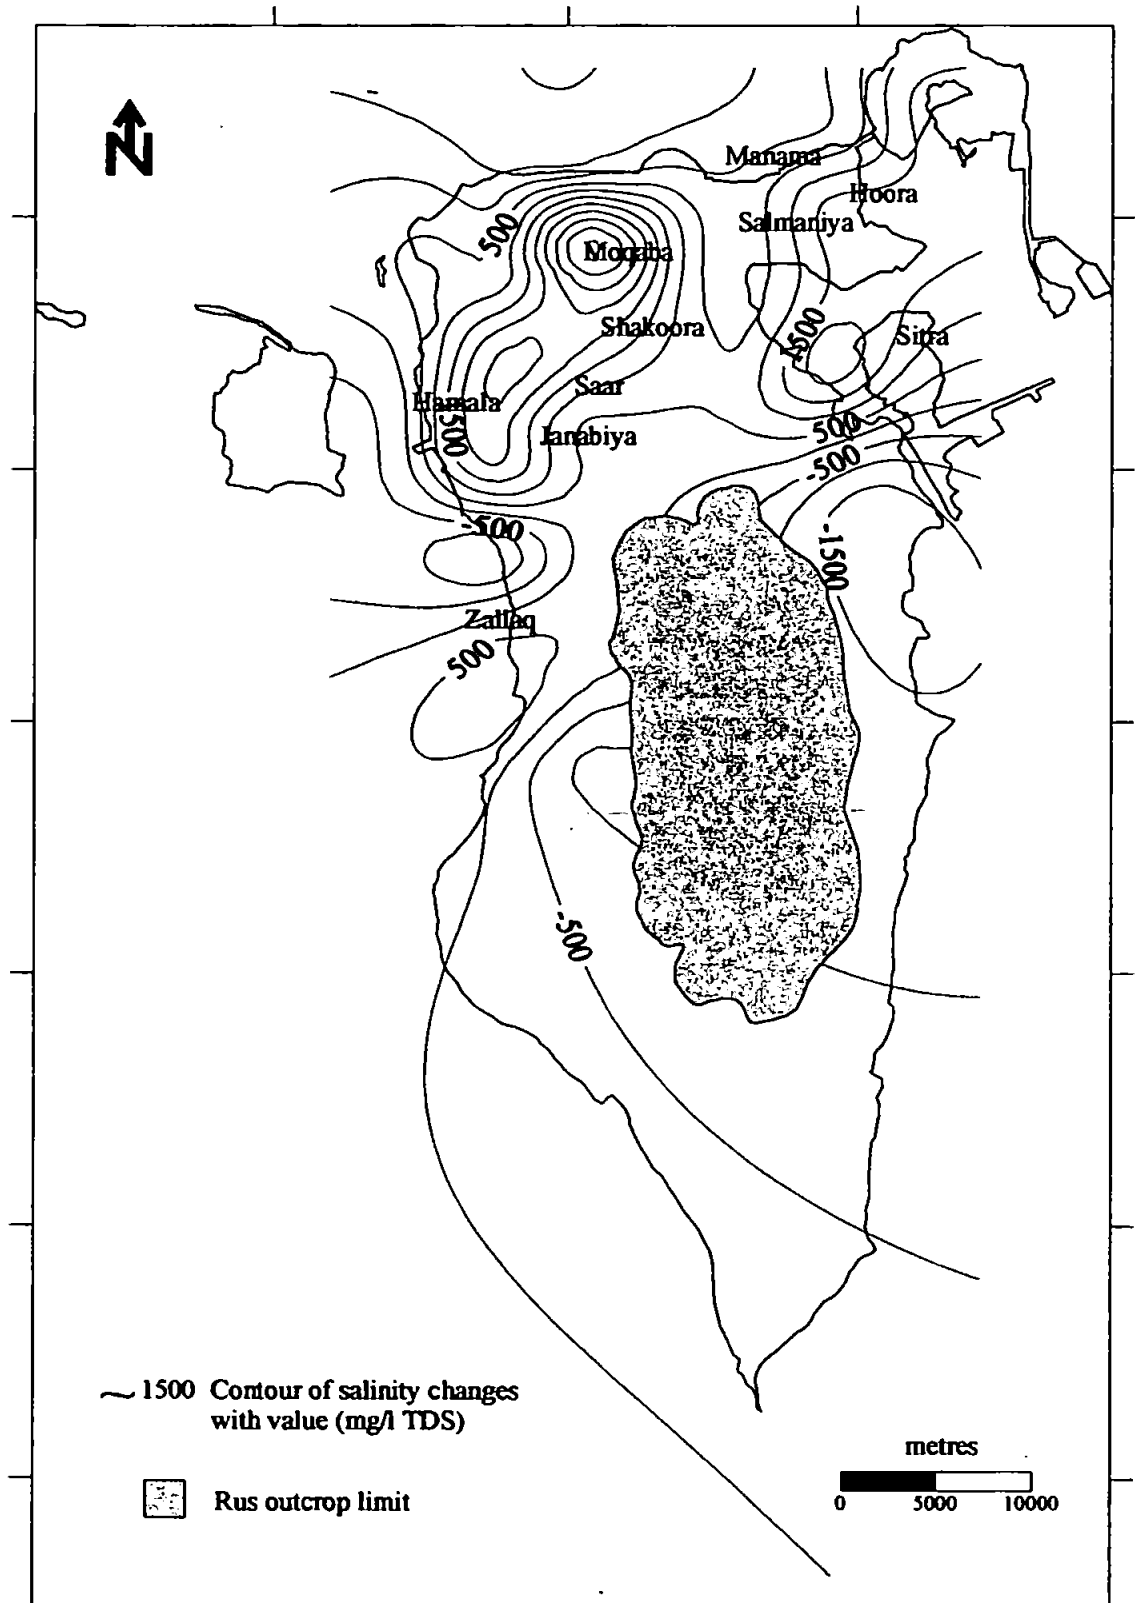 N
Manama
Hoora
Salmaniya
500
Moqaba
Shakoora
1500
Sitra
Saar
Hamala
1500
Janabiya
500
-500
-500
-1500
Zallaq
500
-500
1500 Contour of salinity changes
with value (mg/l TDS)
metres
Rus outcrop limit
0 5000 10000